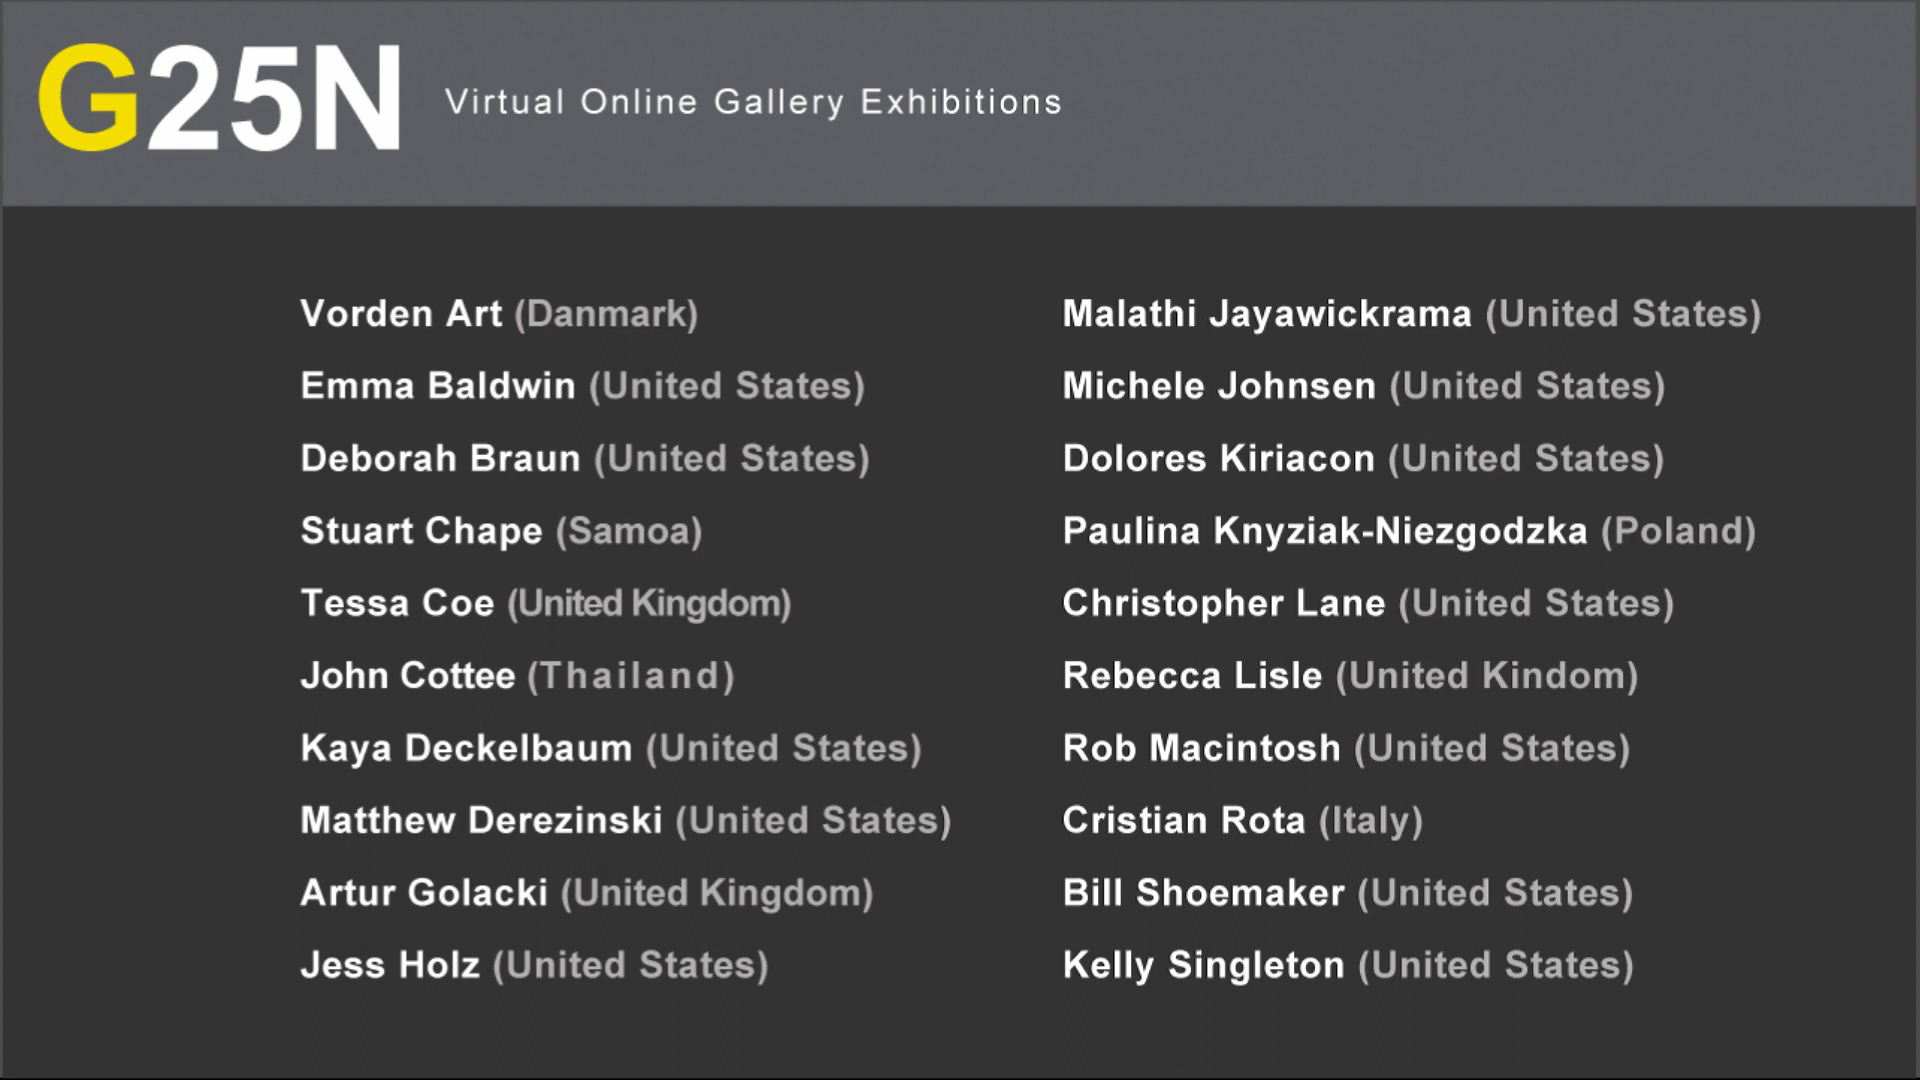 G25N Virtual Online Gallery Exhibitions
Vorden Art (Danmark)
Emma Baldwin (United States)
Deborah Braun (United States)
Stuart Chape (Samoa)
Tessa Coe (United Kingdom)
John Cottee (Thailand)
Kaya Deckelbaum (United States)
Matthew Derezinski (United States)
Artur Golacki (United Kingdom)
Jess Holz (United States)
Malathi Jayawickrama (United States)
Michele Johnsen (United States)
Dolores Kiriacon (United States)
Paulina Knyziak-Niezgodzka (Poland)
Christopher Lane (United States)
Rebecca Lisle (United Kindom)
Rob Macintosh (United States)
Cristian Rota (Italy)
Bill Shoemaker (United States)
Kelly Singleton (United States)